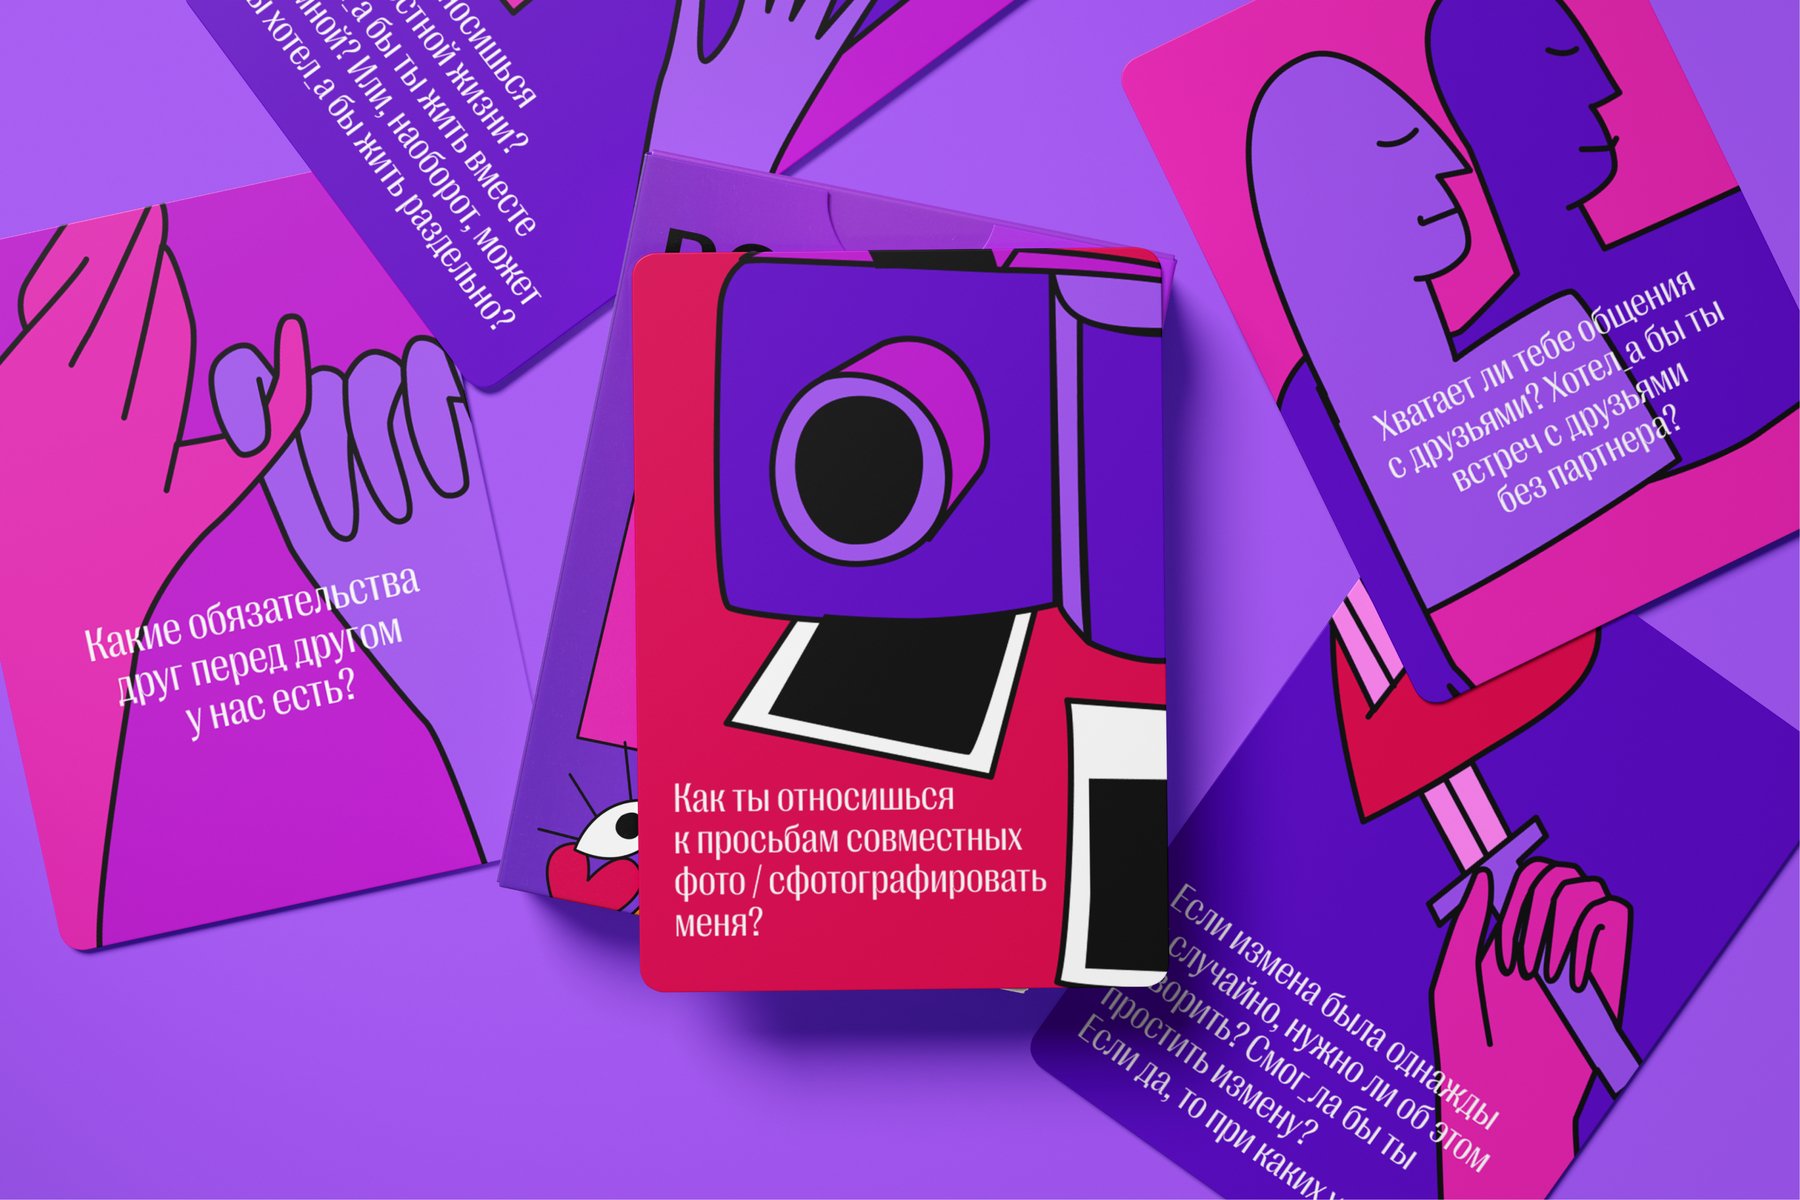 носишься
стной жизни?
_а бы ты жить вместе
мной? Или, наоборот, может
ы хотел_а бы жить раздельно?
Хватает ли тебе общения
с друзьями? Хотел_а бы ты
встреч с друзьями
без партнера?
Какие обязательства
друг перед другом
у нас есть?
Как ты относишься
к просьбам совместных
фото / сфотографировать
меня?
Если измена была однажды
случайно, нужно ли об этом
ворить? Смог_ла бы ты
простить измену?
Если да, то при каких